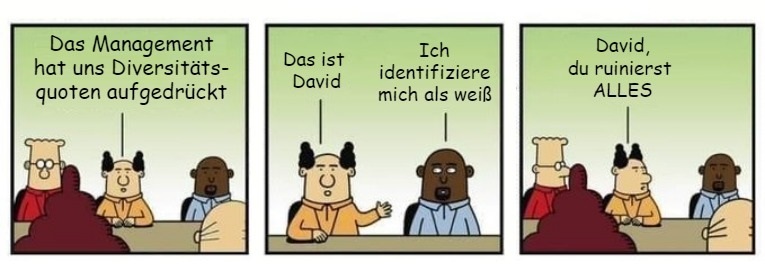 Das Management
hat uns Diversitäts-
quoten aufgedrückt
Das ist
David
Ich
identifiziere
mich als weiß
David,
du ruinierst
ALLES